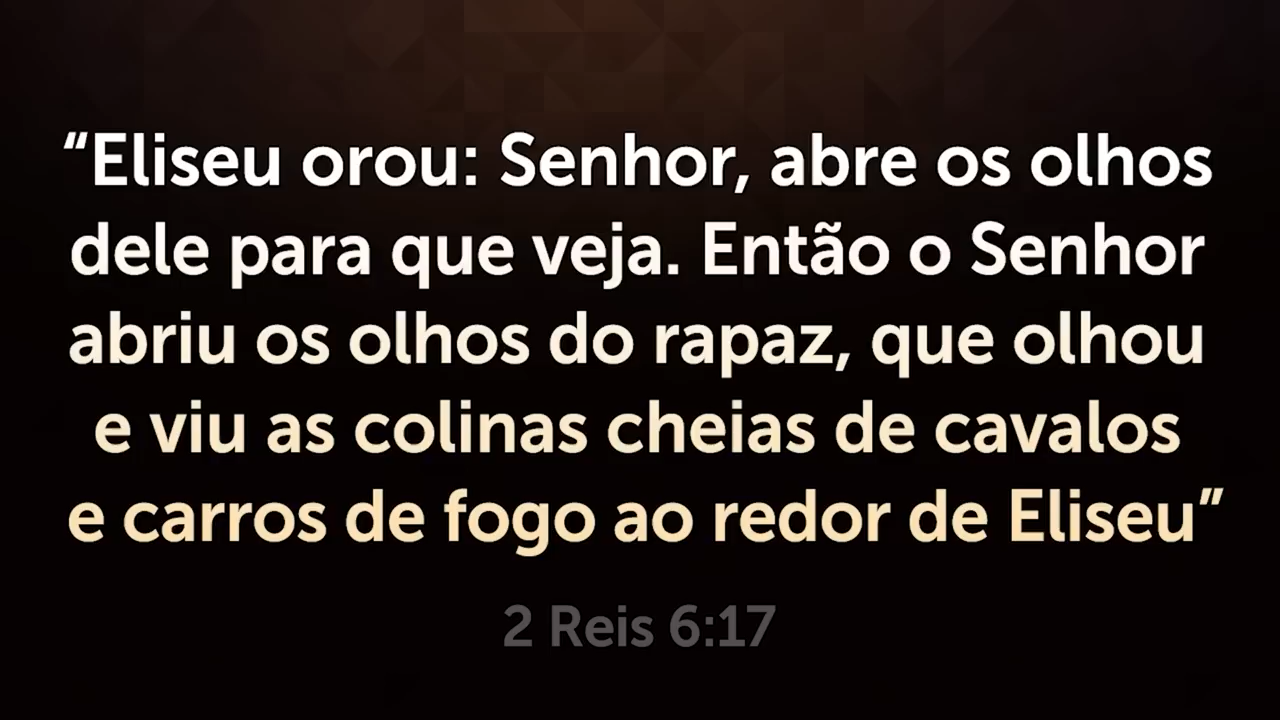 “Eliseu orou: Senhor, abre os olhos
dele para que veja. Então o Senhor
abriu os olhos do rapaz, que olhou
e viu as colinas cheias de cavalos
e carros de fogo ao redor de Eliseu”
2 Reis 6:17